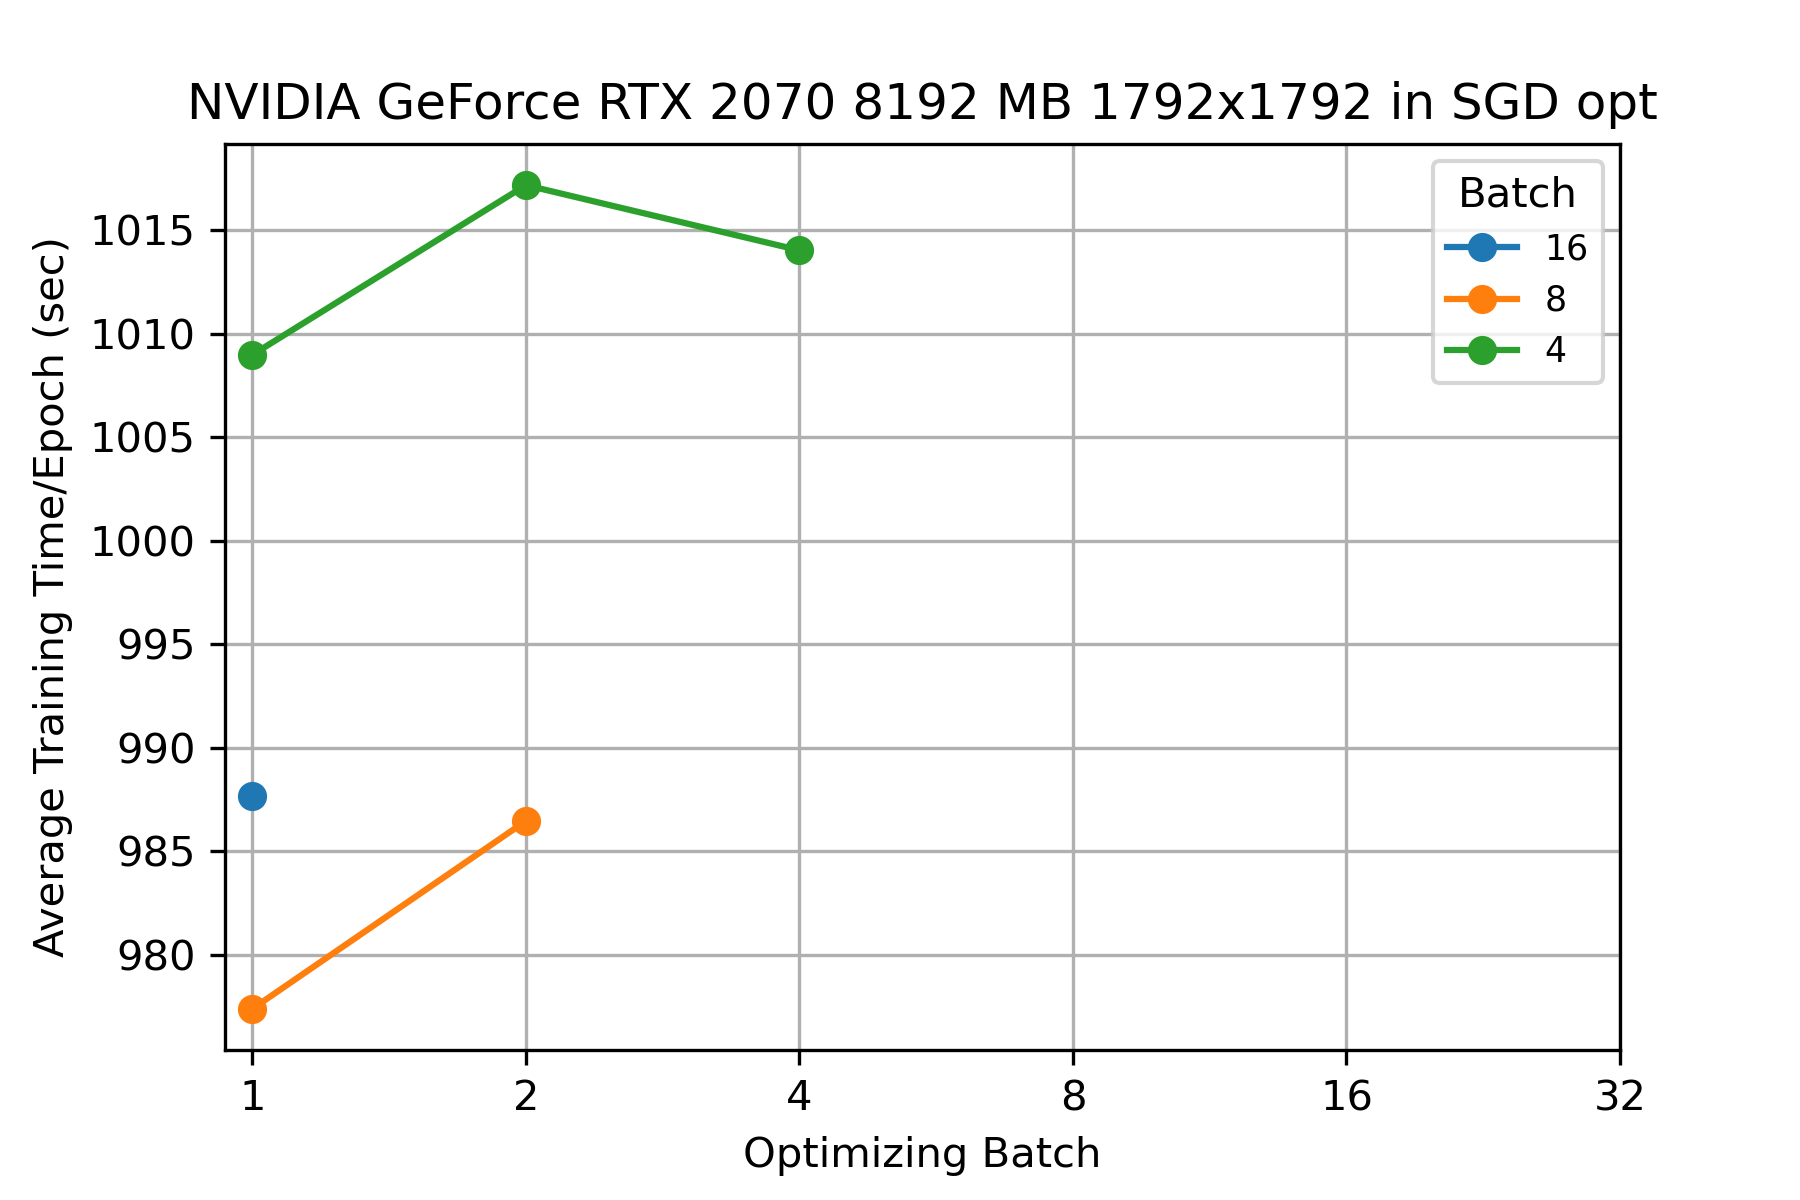 NVIDIA GeForce RTX 2070 8192 MB 1792x1792 in SGD opt
Average Training Time/Epoch (sec)
1015
1010
1005
1000
995
990
985
980
Batch
16
8
4
1 2 4 8 16 32
Optimizing Batch